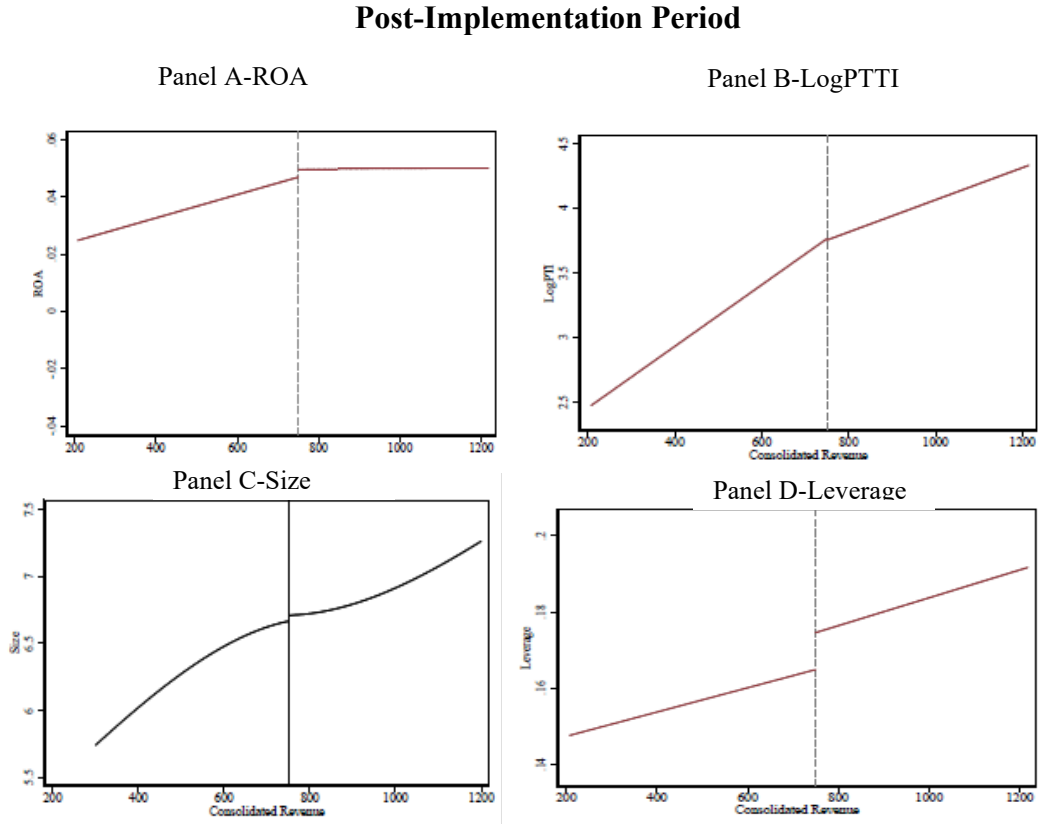 Post-Implementation Period
Panel A-ROA
.06
.04
.02
0
-.02
-.04
ROA
200 400 600 800 1000 1200
Panel B-LogPTTI
4.5
4
3.5
3
2.5
LogPTI
200 400 600 800 1000 1200
Consolidated Revenue
Panel C-Size
7.5
7
6.5
6
5.5
Size
200 400 600 800 1000 1200
Consolidated Revenue
Panel D-Leverage
.2
.18
.16
.14
Leverage
200 400 600 800 1000 1200
Consolidated Revenue